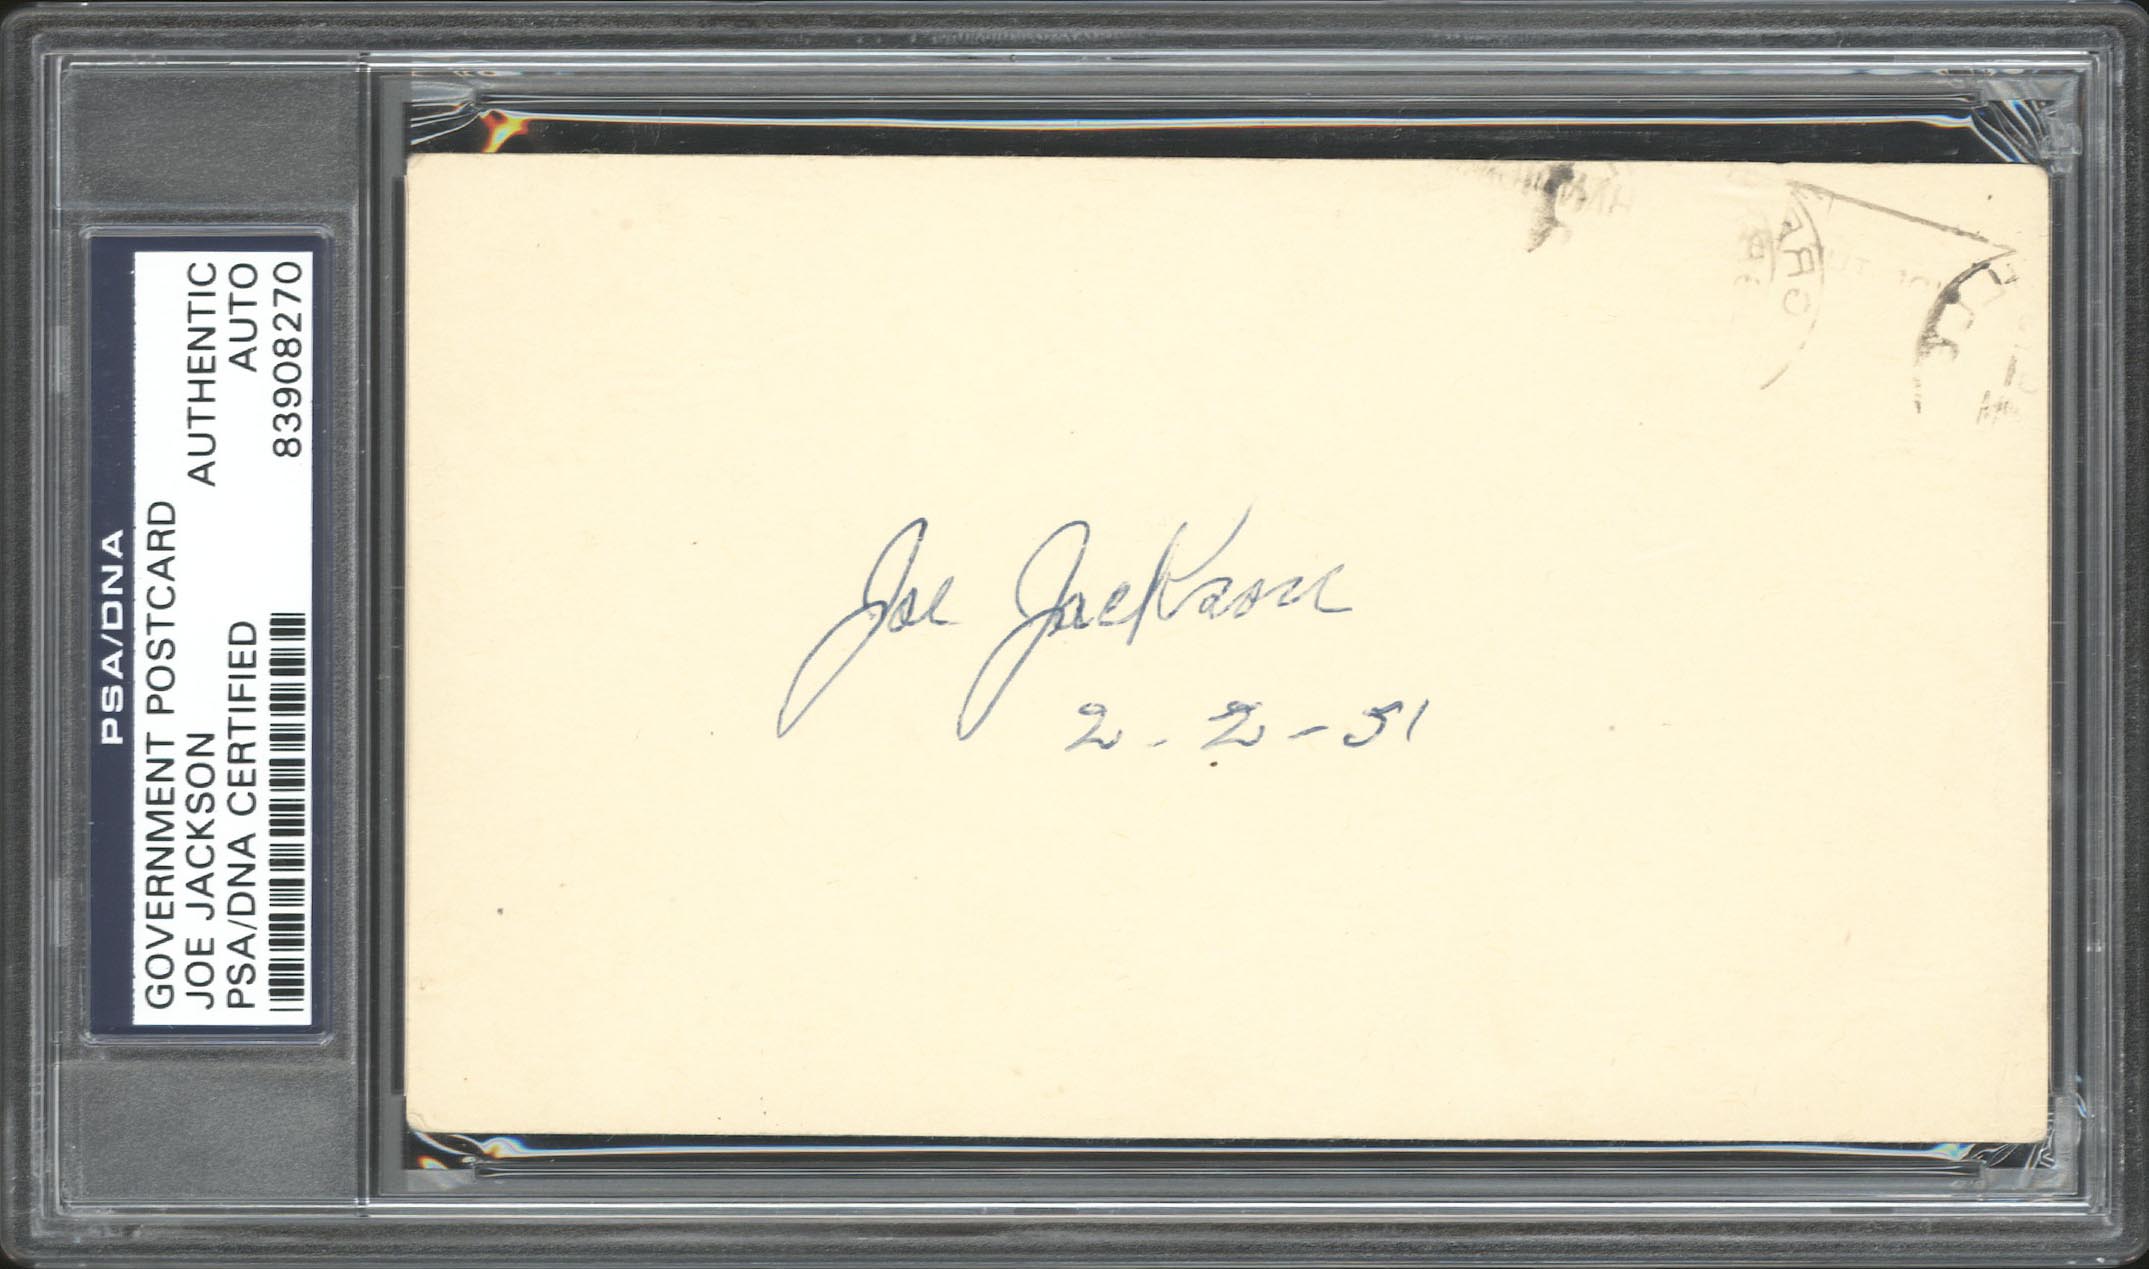 PSA/DNA
GOVERNMENT POSTCARD
JOE JACKSON AUTHENTIC
PSA/DNA CERTIFIED AUTO
83908270
Joe Jackson
2-2-51